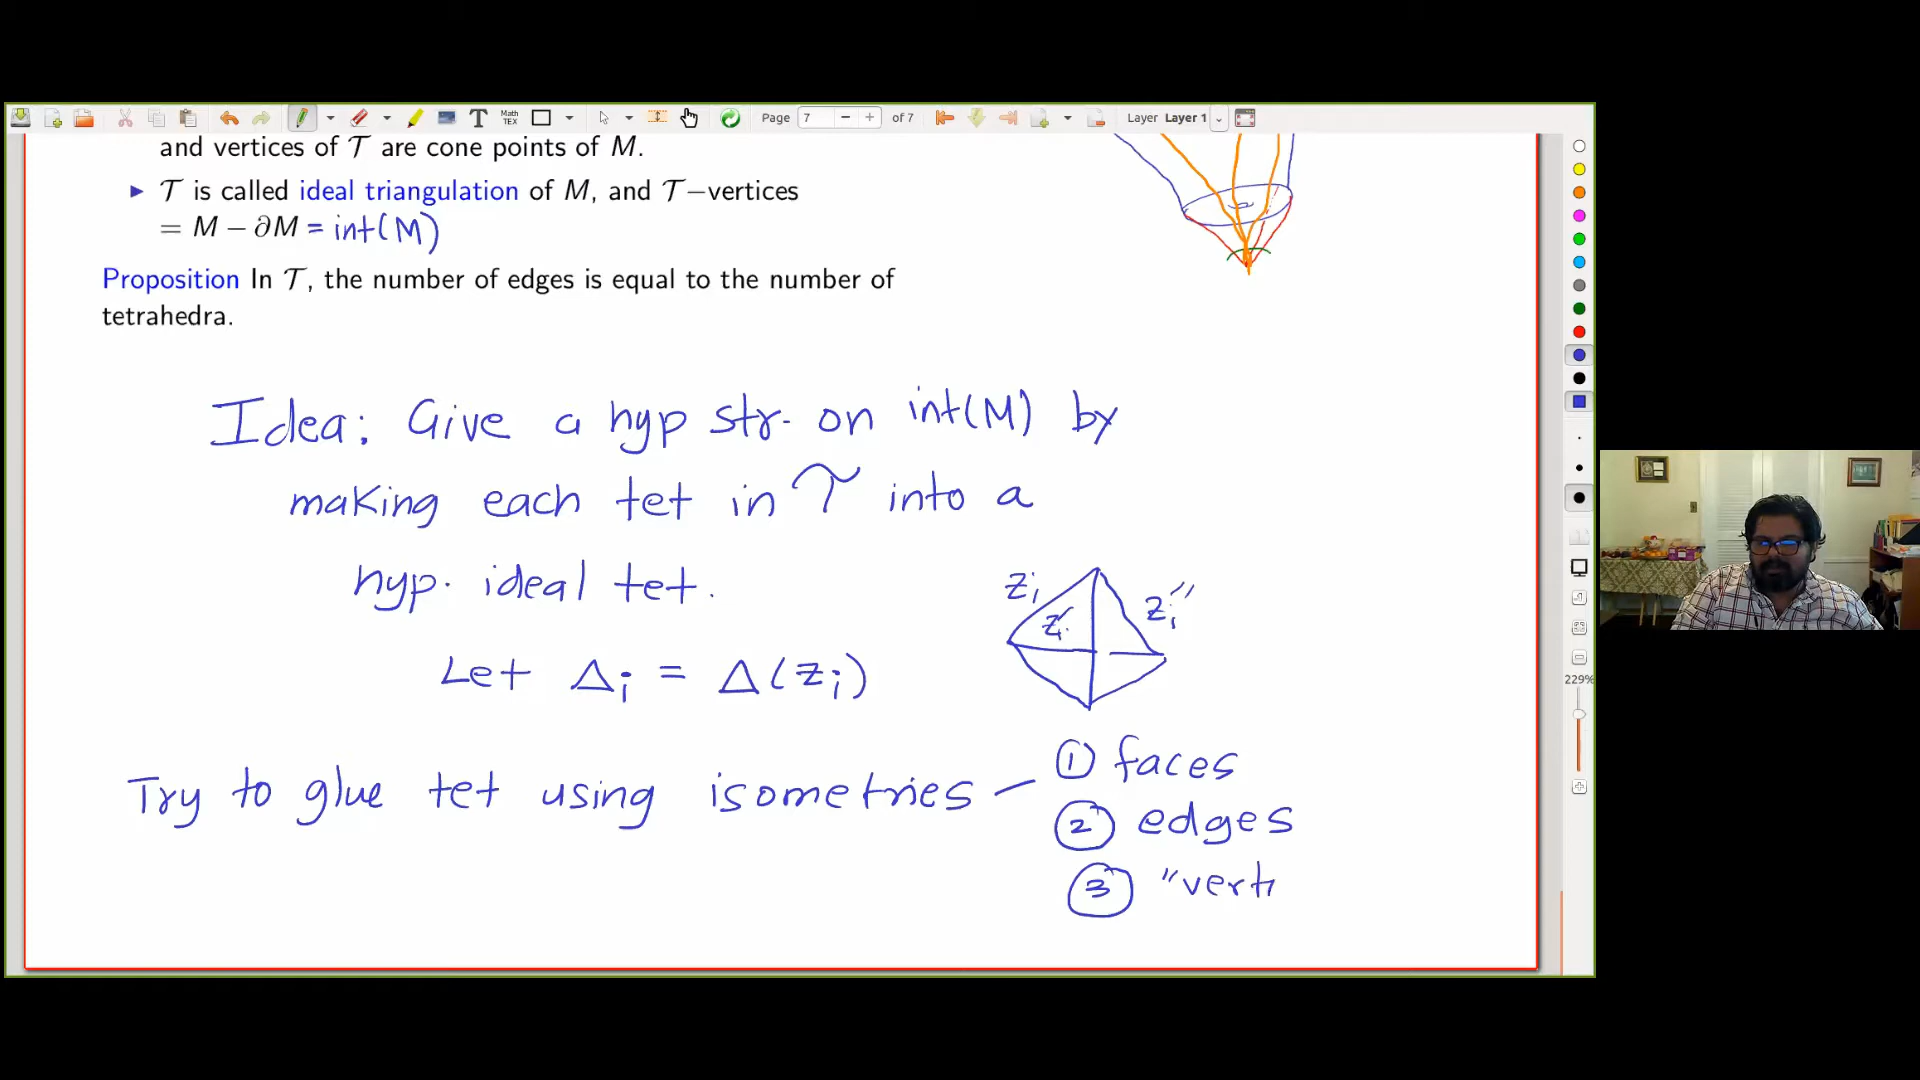 Math
TEX
Page 7 of 7
Layer Layer 1
and vertices of 𝒯 are cone points of M.
▶ 𝒯 is called ideal triangulation of M, and 𝒯−vertices
= M − ∂M = int(M)
Proposition In 𝒯, the number of edges is equal to the number of
tetrahedra.
Idea: Give a hyp str. on int(M) by
making each tet in 𝒯 into a
hyp. ideal tet.
zᵢ zᵢ' zᵢ''
Let Δᵢ = Δ(zᵢ)
229%
Try to glue tet using isometries — ① faces
② edges
③ "verti